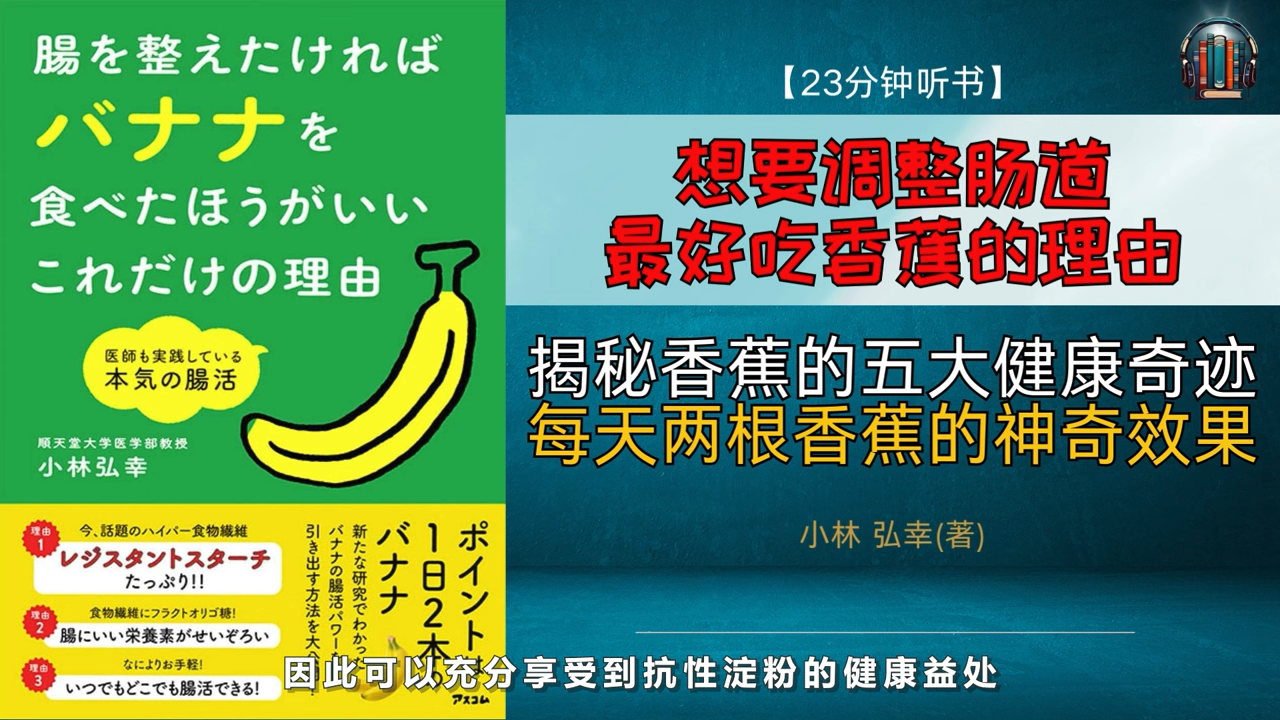 腸を整えたければ
バナナを
食べたほうがいい
これだけの理由
医師も実践している
本気の腸活
順天堂大学医学部教授
小林弘幸
理由1
今、話題のハイパー食物繊維
レジスタントスターチ
たっぷり!!
理由2
食物繊維にフラクトオリゴ糖!
腸にいい栄養素がせいぞろい
理由3
なによりお手軽!
いつでもどこでも腸活できる!
ポイントは
1日2本の
バナナ
新たな研究でわかった
バナナの腸活パワー
引き出す方法を大
アスコム
【23分钟听书】
想要调整肠道
最好吃香蕉的理由
揭秘香蕉的五大健康奇迹
每天两根香蕉的神奇效果
小林 弘幸(著)
因此可以充分享受到抗性淀粉的健康益处